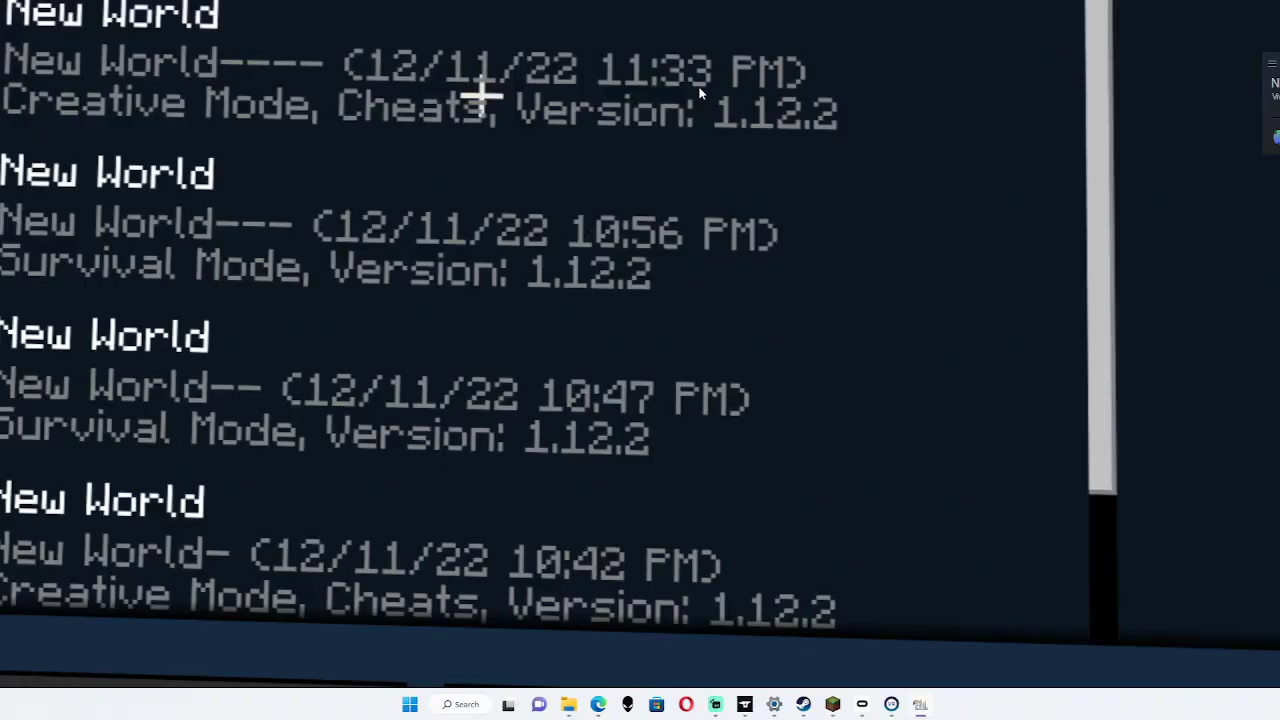 New World
New World---- (12/11/22 11:33 PM)
Creative Mode, Cheats, Version: 1.12.2
New World
New World--- (12/11/22 10:56 PM)
Survival Mode, Version: 1.12.2
New World
New World-- (12/11/22 10:47 PM)
Survival Mode, Version: 1.12.2
New World
New World- (12/11/22 10:42 PM)
Creative Mode, Cheats, Version: 1.12.2
Search